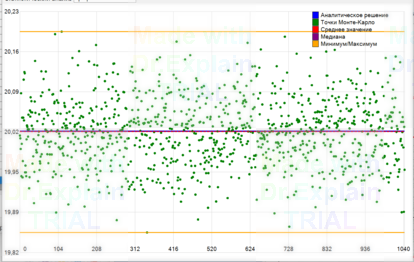 20,23
Аналитическое решение
Точки Монте-Карло
Среднее значение
Медиана
Минимум/Максимум
20,16
20,09
20,02
19,95
0 104 208 312 416 520 624 728 832 936 1040
19,89
19,82
TRIAL
TRIAL